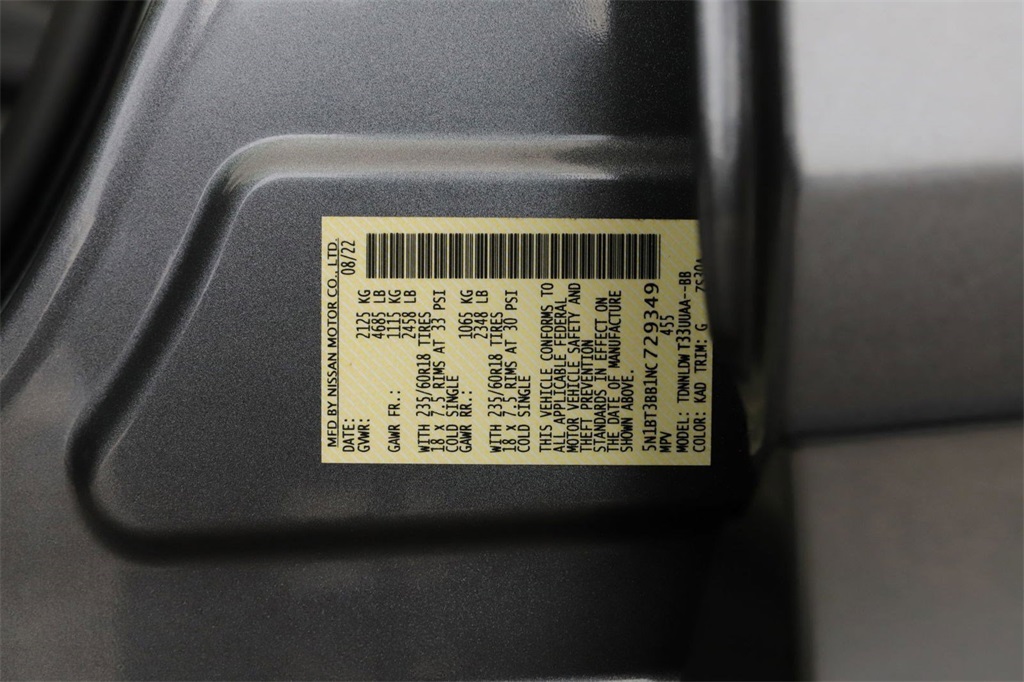 MFD BY NISSAN MOTOR CO., LTD.
DATE: 08/22
GVWR: 2125 KG
4685 LB
GAWR FR.: 1115 KG
2458 LB
WITH 235/60R18 TIRES
18 X 7.5 RIMS AT 33 PSI
COLD SINGLE
GAWR RR.: 1065 KG
2348 LB
WITH 235/60R18 TIRES
18 X 7.5 RIMS AT 30 PSI
COLD SINGLE
THIS VEHICLE CONFORMS TO
ALL APPLICABLE FEDERAL
MOTOR VEHICLE SAFETY AND
THEFT PREVENTION
STANDARDS IN EFFECT ON
THE DATE OF MANUFACTURE
SHOWN ABOVE.
5N1BT3BB1NC729349
MPV 455
MODEL: TDNNLDW T33UUAA--BB
COLOR: KAD TRIM: G